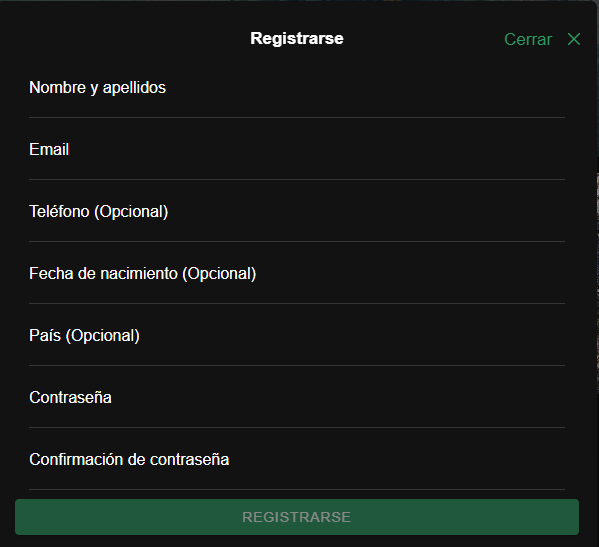 Registrarse
Cerrar
Nombre y apellidos
Email
Teléfono (Opcional)
Fecha de nacimiento (Opcional)
País (Opcional)
Contraseña
Confirmación de contraseña
REGISTRARSE